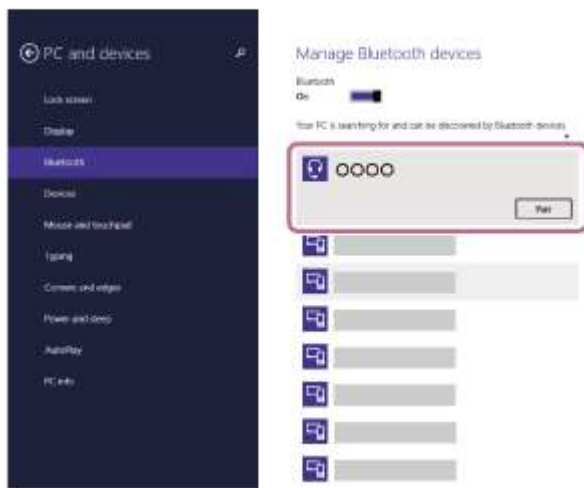 PC and devices
Lock screen
Display
Bluetooth
Devices
Mouse and touchpad
Typing
Corners and edges
Power and sleep
AutoPlay
PC info
Manage Bluetooth devices
Bluetooth
On
Your PC is searching for and can be discovered by Bluetooth devices
OOOO
Pair